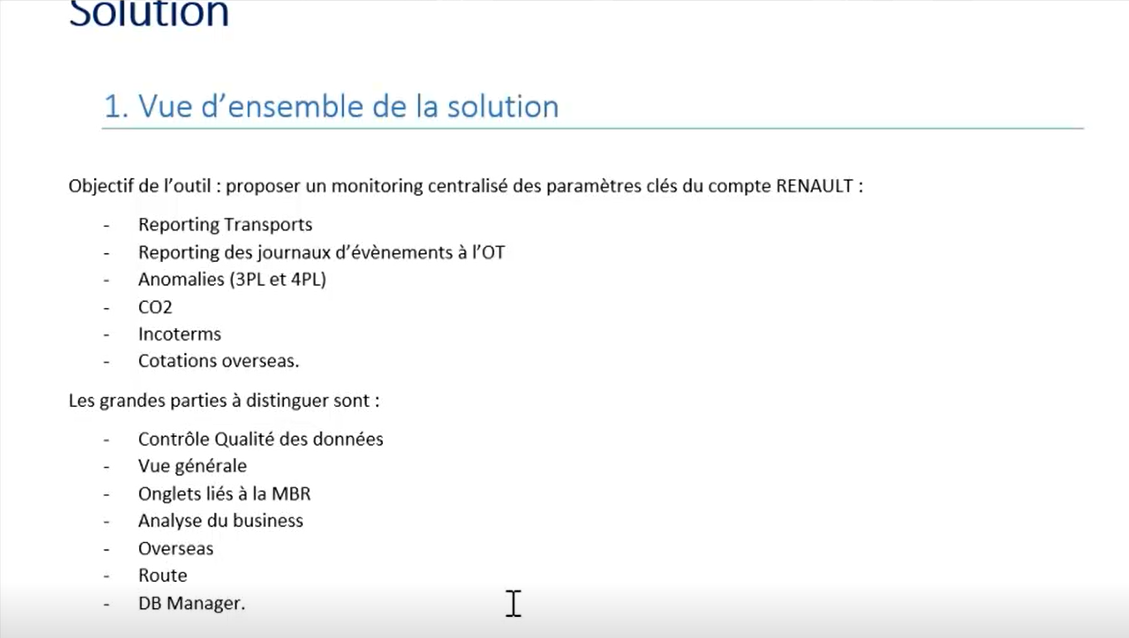 Solution
1. Vue d’ensemble de la solution
Objectif de l’outil : proposer un monitoring centralisé des paramètres clés du compte RENAULT :
- Reporting Transports
- Reporting des journaux d’évènements à l’OT
- Anomalies (3PL et 4PL)
- CO2
- Incoterms
- Cotations overseas.
Les grandes parties à distinguer sont :
- Contrôle Qualité des données
- Vue générale
- Onglets liés à la MBR
- Analyse du business
- Overseas
- Route
- DB Manager.